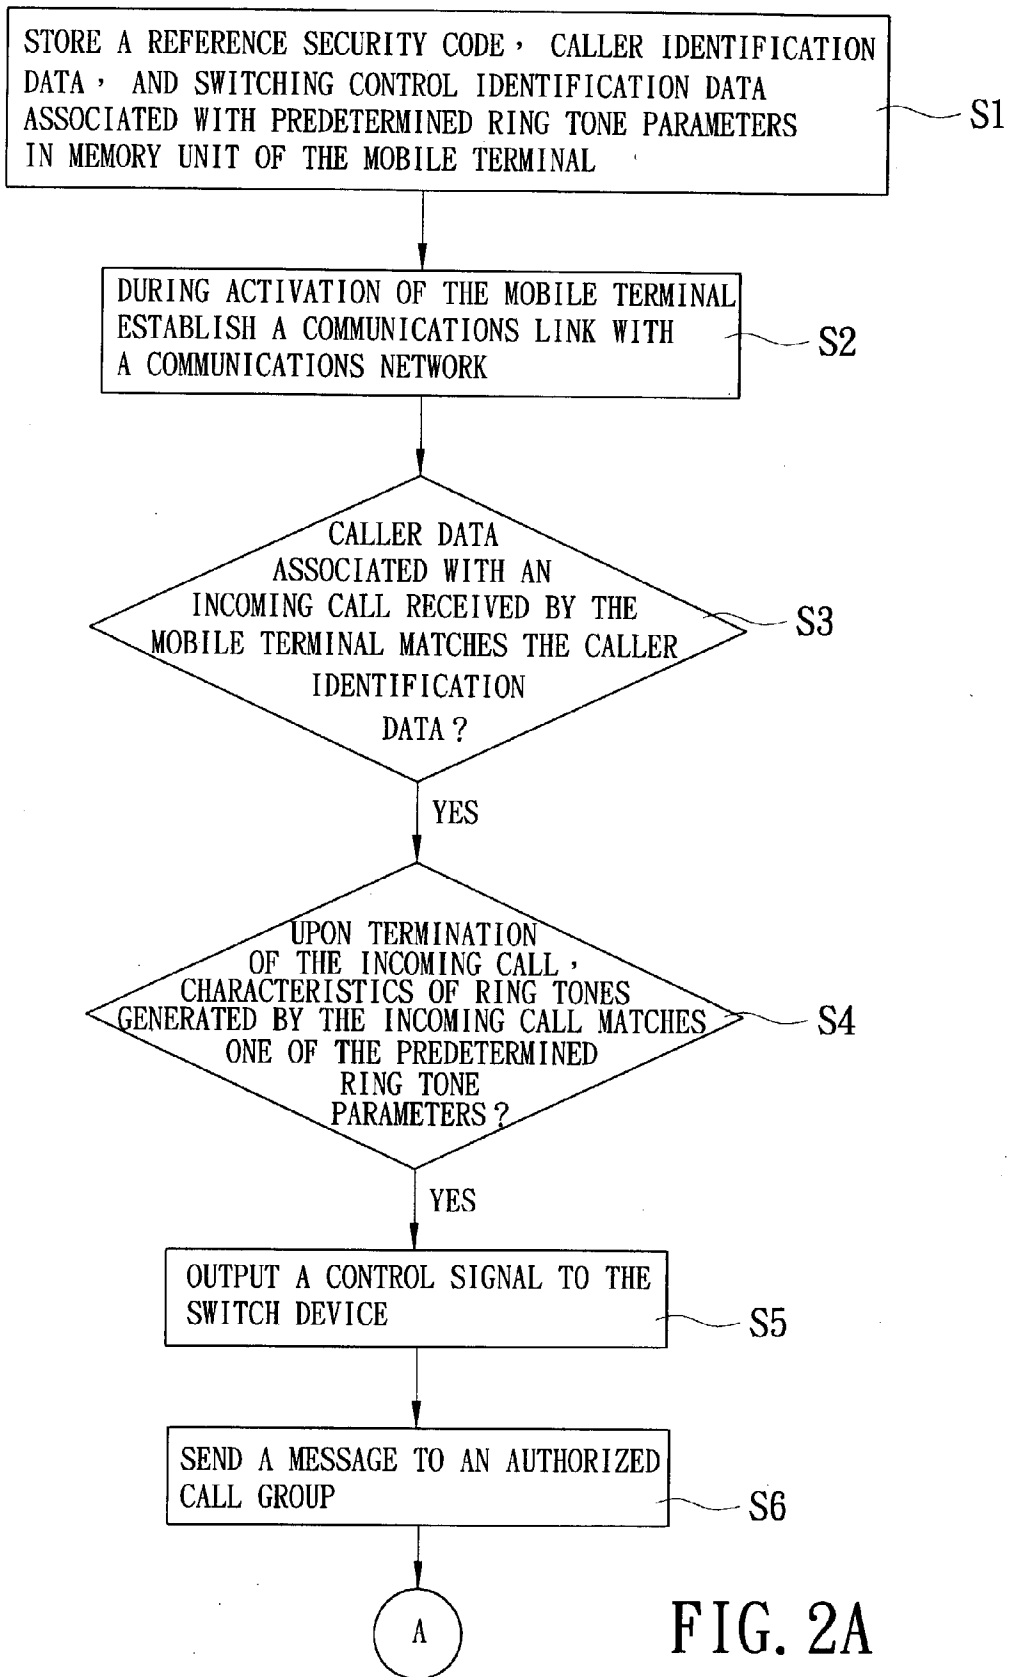 STORE A REFERENCE SECURITY CODE, CALLER IDENTIFICATION
DATA, AND SWITCHING CONTROL IDENTIFICATION DATA
ASSOCIATED WITH PREDETERMINED RING TONE PARAMETERS
IN MEMORY UNIT OF THE MOBILE TERMINAL
S1
DURING ACTIVATION OF THE MOBILE TERMINAL
ESTABLISH A COMMUNICATIONS LINK WITH
A COMMUNICATIONS NETWORK
S2
CALLER DATA
ASSOCIATED WITH AN
INCOMING CALL RECEIVED BY THE
MOBILE TERMINAL MATCHES THE CALLER
IDENTIFICATION
DATA?
S3
YES
UPON TERMINATION
OF THE INCOMING CALL,
CHARACTERISTICS OF RING TONES
GENERATED BY THE INCOMING CALL MATCHES
ONE OF THE PREDETERMINED
RING TONE
PARAMETERS?
S4
YES
OUTPUT A CONTROL SIGNAL TO THE
SWITCH DEVICE
S5
SEND A MESSAGE TO AN AUTHORIZED
CALL GROUP
S6
A
FIG. 2A